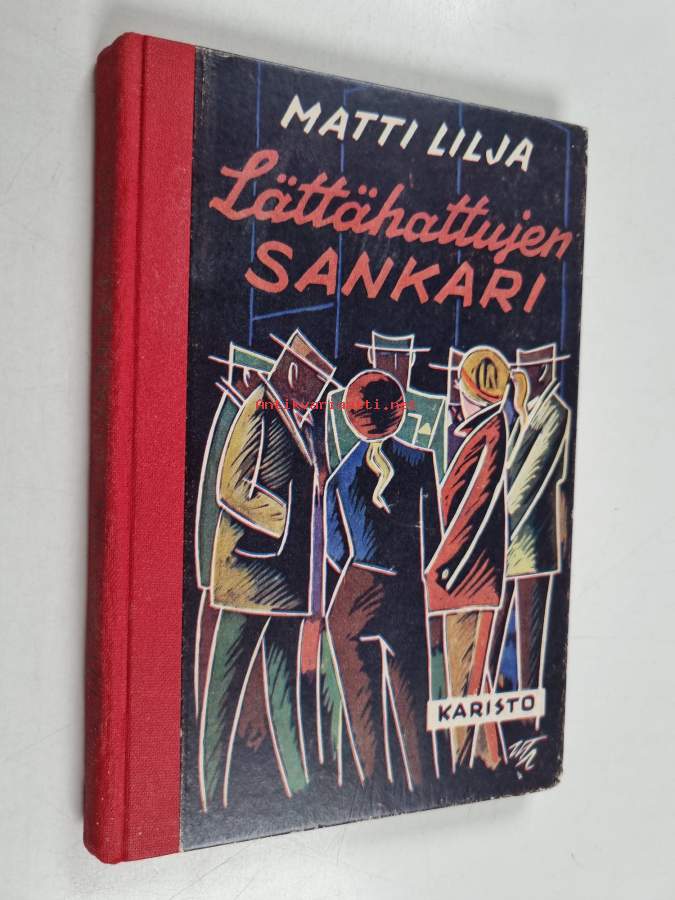 MATTI LILJA
Lättähattujen
SANKARI
antikvariaatti.net
KARISTO